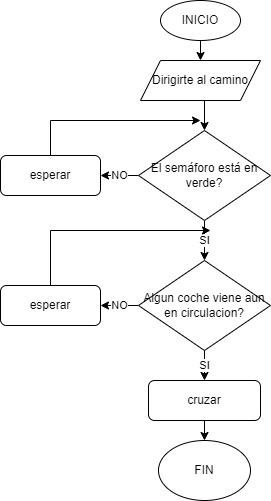 INICIO
Dirigirte al camino
El semáforo está en
verde?
NO
esperar
SI
Algun coche viene aun
en circulacion?
NO
esperar
SI
cruzar
FIN